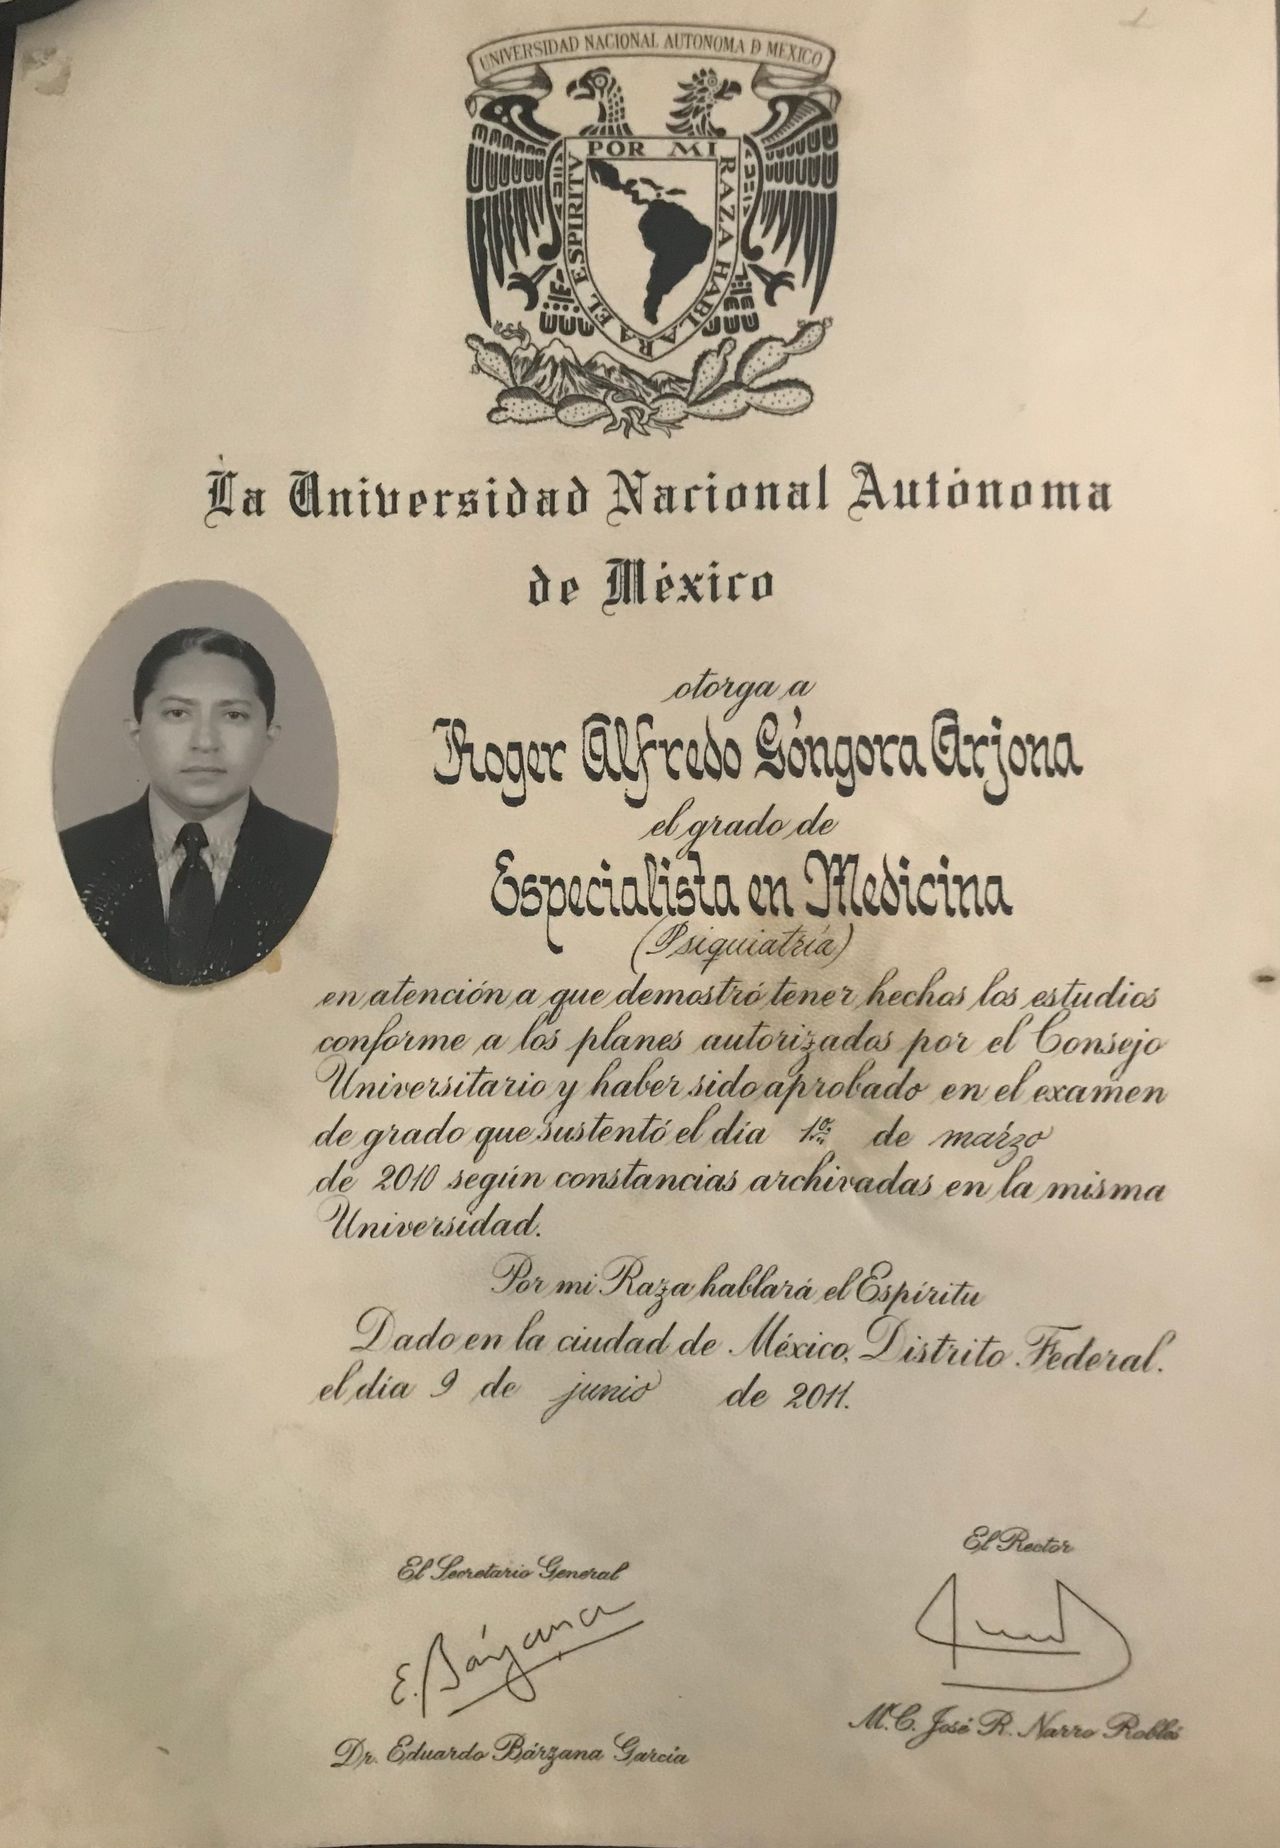 UNIVERSIDAD NACIONAL AUTONOMA D MEXICO
POR MI RAZA HABLARA EL ESPIRITU
La Universidad Nacional Autónoma
de México
otorga a
Roger Alfredo Góngora Arjona
el grado de
Especialista en Medicina
(Psiquiatría)
en atención a que demostró tener hechos los estudios
conforme a los planes autorizados por el Consejo
Universitario y haber sido aprobado en el examen
de grado que sustentó el día 1o. de marzo
de 2010 según constancias archivadas en la misma
Universidad.
Por mi Raza hablará el Espíritu
Dado en la ciudad de México, Distrito Federal.
el día 9 de junio de 2011.
El Rector
El Secretario General
E. Bárzana
M.C. José R. Narro Robles
Dr. Eduardo Bárzana García